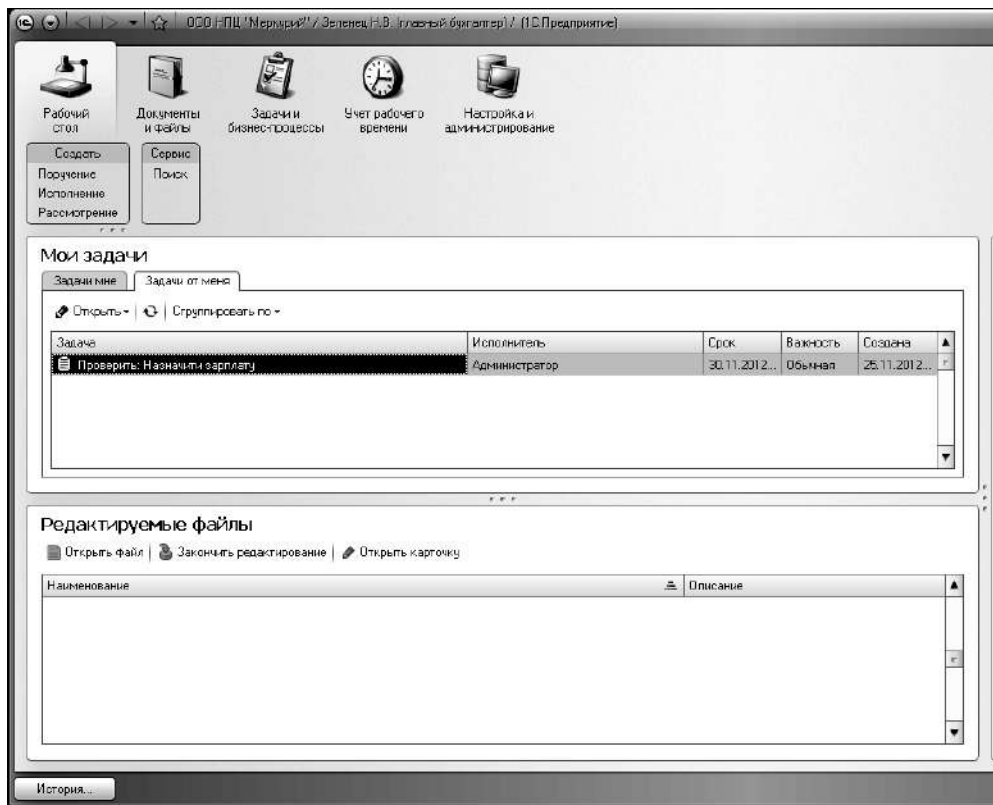 ООО НПЦ "Меркурий" / Зеленец Н.В. (главный бухгалтер) / (1С:Предприятие)
Рабочий стол
Документы и файлы
Задачи и бизнес-процессы
Учет рабочего времени
Настройка и администрирование
Создать
Поручение
Исполнение
Рассмотрение
Сервис
Поиск
Мои задачи
Задачи мне Задачи от меня
Открыть Сгруппировать по
Задача Исполнитель Срок Важность Создана
Проверить: Назначити зарплату Администратор 30.11.2012... Обычная 25.11.2012...
Редактируемые файлы
Открыть файл Закончить редактирование Открыть карточку
Наименование Описание
История...